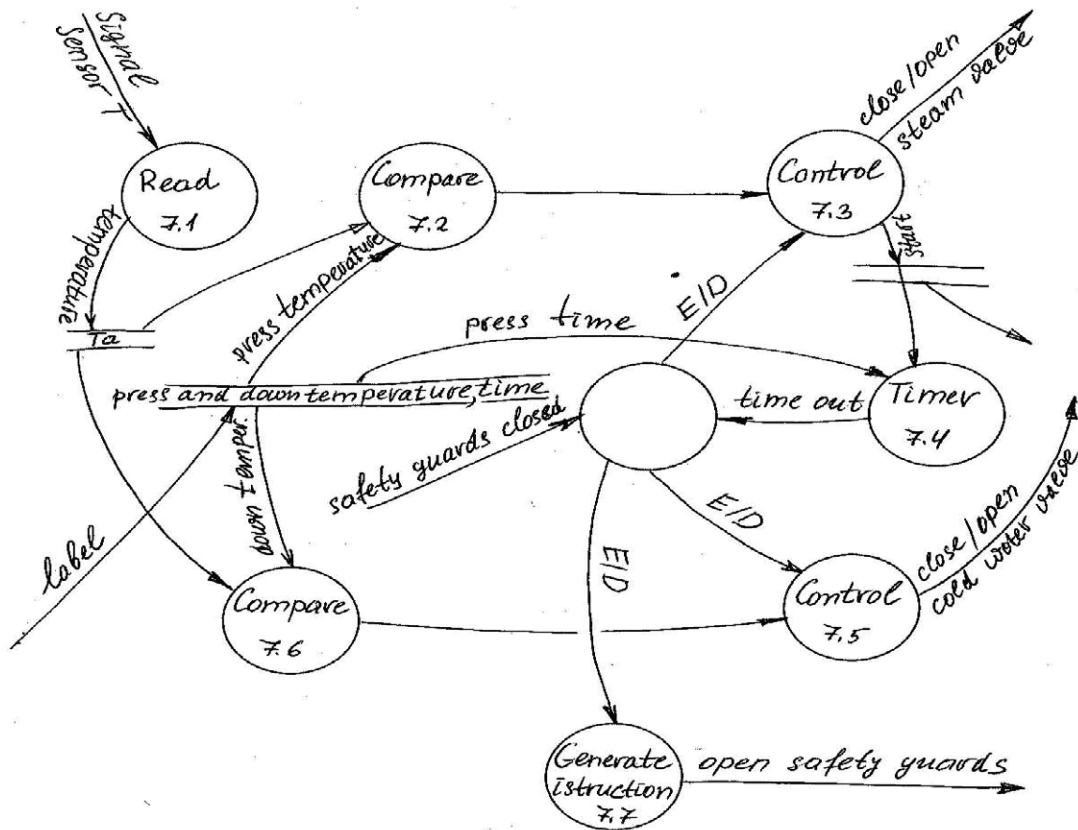 Signal
sensor T
Read
7.1
temperature
Ta
Compare
7.2
press temperature
Control
7.3
close/open
steam valve
start
E/D
press time
press and down temperature, time
safety guards closed
time out
Timer
7.4
label
down temper.
Compare
7.6
E/D
E/D
Control
7.5
close/open
cold water valve
Generate
istruction
7.7
open safety guards